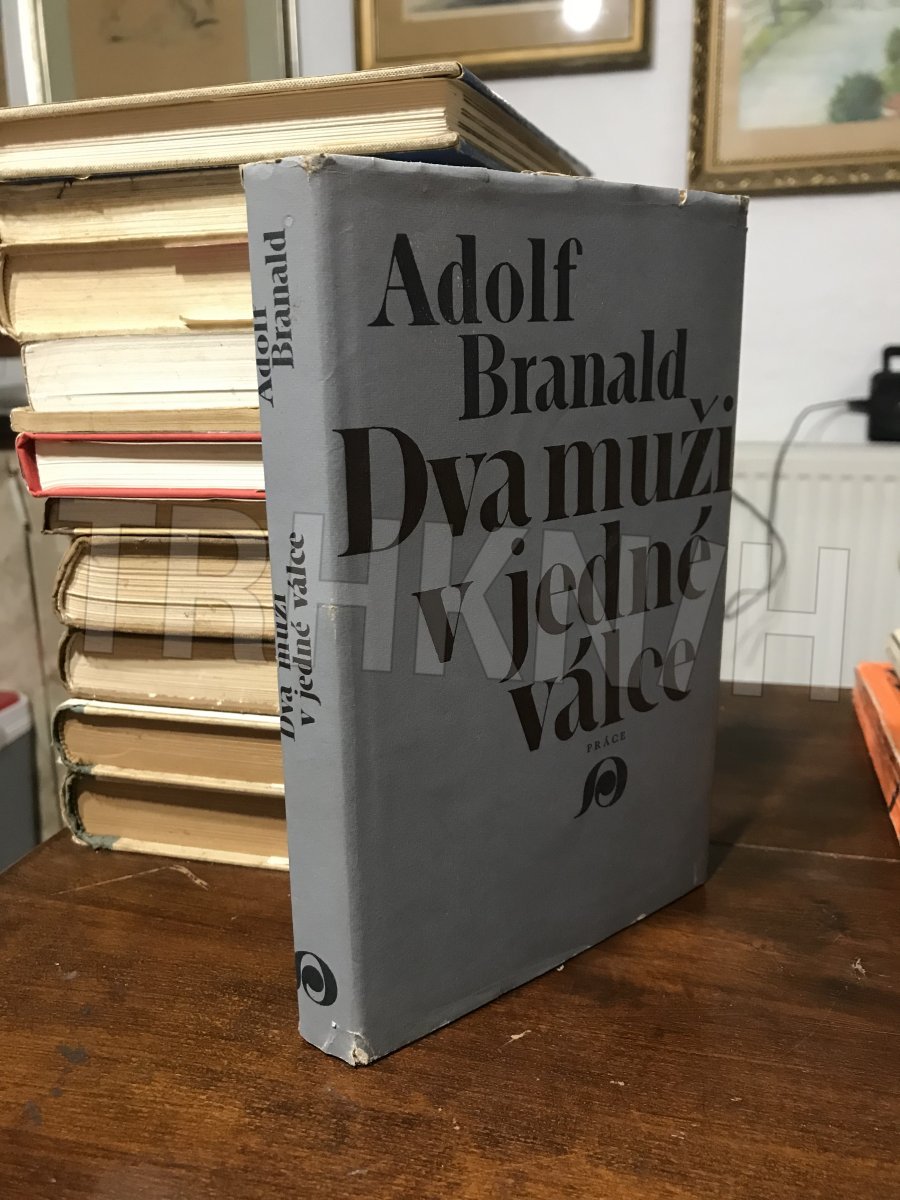 Adolf
Branald
Dva muži
v jedné
válce
PRÁCE
Adolf
Branald
Dva muži
v jedné válce
TRHKNIH